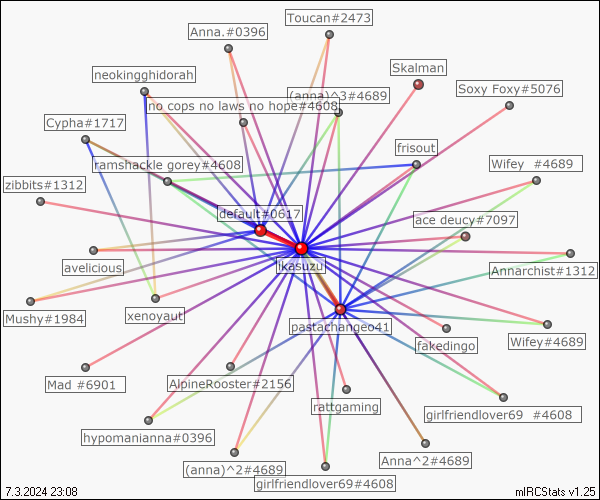 Toucan#2473
Anna.#0396
neokingghidorah
Skalman
(anna)^3#4689
Soxy Foxy#5076
no cops no laws no hope#4608
Cypha#1717
frisout
ramshackle gorey#4608
Wifey  #4689
zibbits#1312
default#0617
ace deucy#7097
avelicious
ikasuzu
Annarchist#1312
Mushy#1984
xenoyaut
pastachangeo41
fakedingo
Wifey#4689
Mad #6901
AlpineRooster#2156
rattgaming
girlfriendlover69  #4608
hypomanianna#0396
(anna)^2#4689
Anna^2#4689
girlfriendlover69#4608
7.3.2024 23:08
mIRCStats v1.25